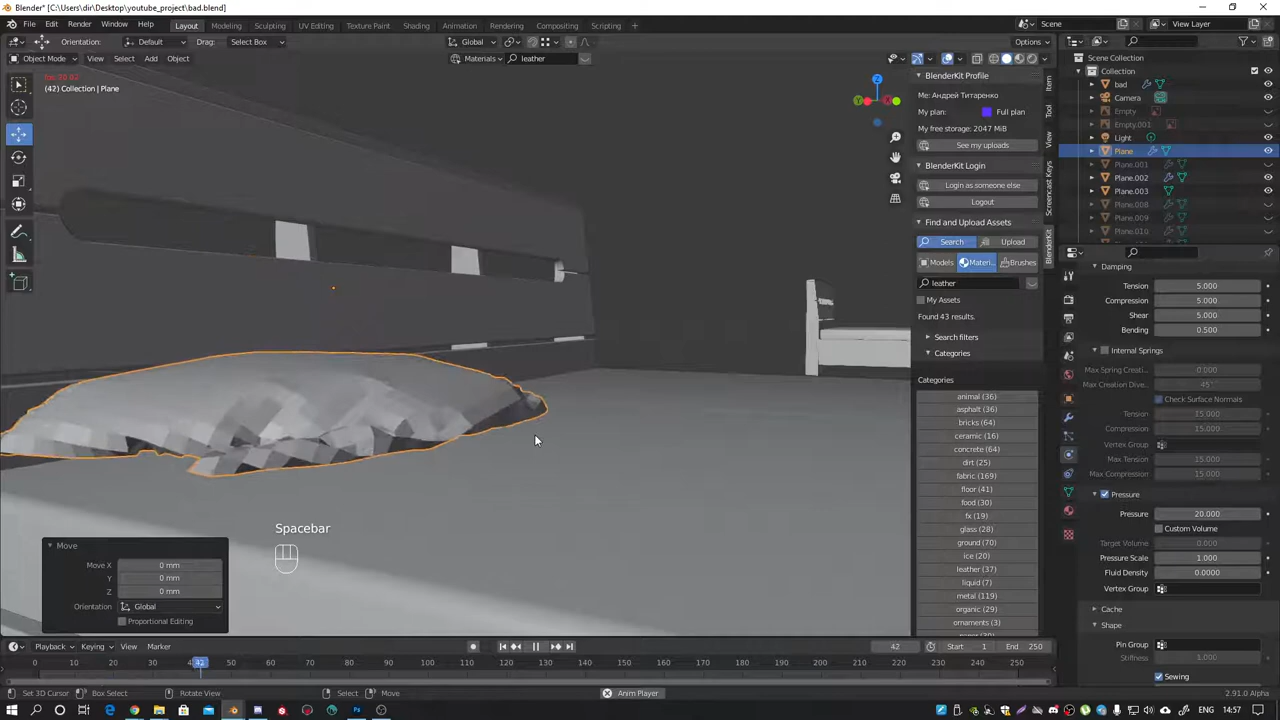 Blender* [C:\Users\dir\Desktop\youtube_project\bad.blend]
File Edit Render Window Help Layout Modeling Sculpting UV Editing Texture Paint Shading Animation Rendering Compositing Scripting + Scene View Layer
Orientation: Default Drag: Select Box Global Options
Object Mode View Select Add Object Materials leather
(42) Collection | Plane
Z
Move
Move X 0 mm
Y 0 mm
Z 0 mm
Orientation Global
Proportional Editing
Spacebar
BlenderKit Profile
Me: Андрей Титаренко
My plan: Full plan
My free storage: 2047 MiB
See my uploads
BlenderKit Login
Login as someone else
Logout
Find and Upload Assets
Search Upload
Models Materi... Brushes
leather
My Assets
Found 43 results.
Search filters
Categories
Categories
animal (36)
asphalt (36)
bricks (64)
ceramic (16)
concrete (64)
dirt (25)
fabric (169)
floor (41)
food (30)
fx (19)
glass (28)
ground (70)
ice (20)
leather (37)
liquid (7)
metal (119)
organic (29)
ornaments (3)
Item
Tool
View
Screencast Keys
BlenderKit
Scene Collection
Collection
bad
Camera
Empty
Empty.001
Light
Plane
Plane.001
Plane.002
Plane.003
Plane.008
Plane.009
Plane.010
Damping
Tension 5.000
Compression 5.000
Shear 5.000
Bending 0.500
Internal Springs
Max Spring Creati... 0.000
Max Creation Dive... 45°
Check Surface Normals
Tension 15.000
Compression 15.000
Vertex Group
Max Tension 15.000
Max Compression 15.000
Pressure
Pressure 20.000
Custom Volume
Target Volume 0.000
Pressure Scale 1.000
Fluid Density 0.0000
Vertex Group
Cache
Shape
Pin Group
Stiffness 1.000
Sewing
Playback Keying View Marker 42 Start 1 End 250
0 10 20 30 42 50 60 70 80 90 100 110 120 130 140 150 160 170 180 190 200 210 220 230 240 250
Set 3D Cursor Box Select Rotate View Select Move Anim Player 2.91.0 Alpha
ENG 14:57